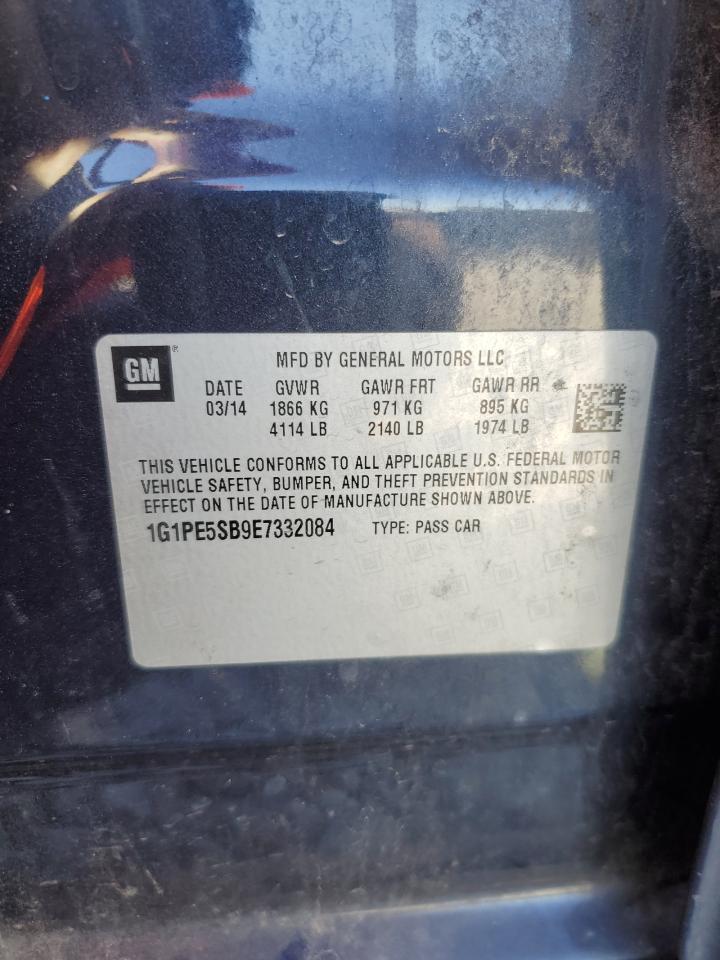 GM®
MFD BY GENERAL MOTORS LLC
DATE GVWR GAWR FRT GAWR RR
03/14 1866 KG 971 KG 895 KG
4114 LB 2140 LB 1974 LB
THIS VEHICLE CONFORMS TO ALL APPLICABLE U.S. FEDERAL MOTOR
VEHICLE SAFETY, BUMPER, AND THEFT PREVENTION STANDARDS IN
EFFECT ON THE DATE OF MANUFACTURE SHOWN ABOVE.
1G1PE5SB9E7332084 TYPE: PASS CAR